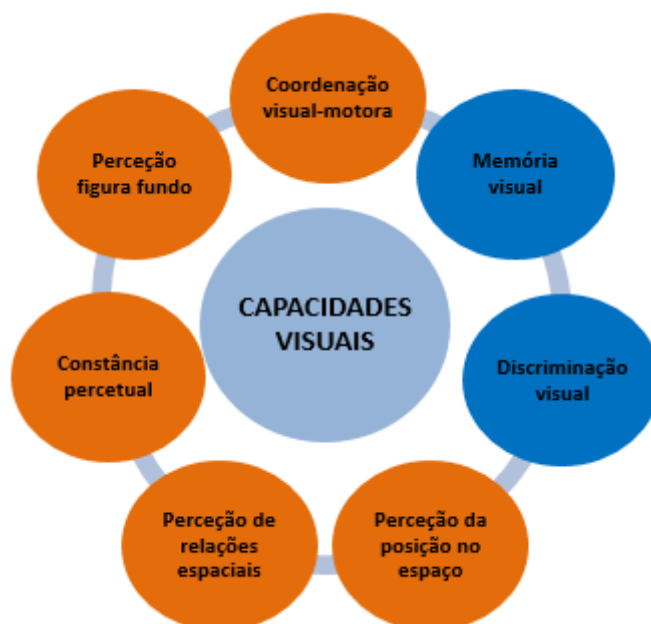 Coordenação
visual-motora
Memória
visual
Discriminação
visual
Perceção da
posição no
espaço
Perceção de
relações
espaciais
Constância
percetual
Perceção
figura fundo
CAPACIDADES
VISUAIS